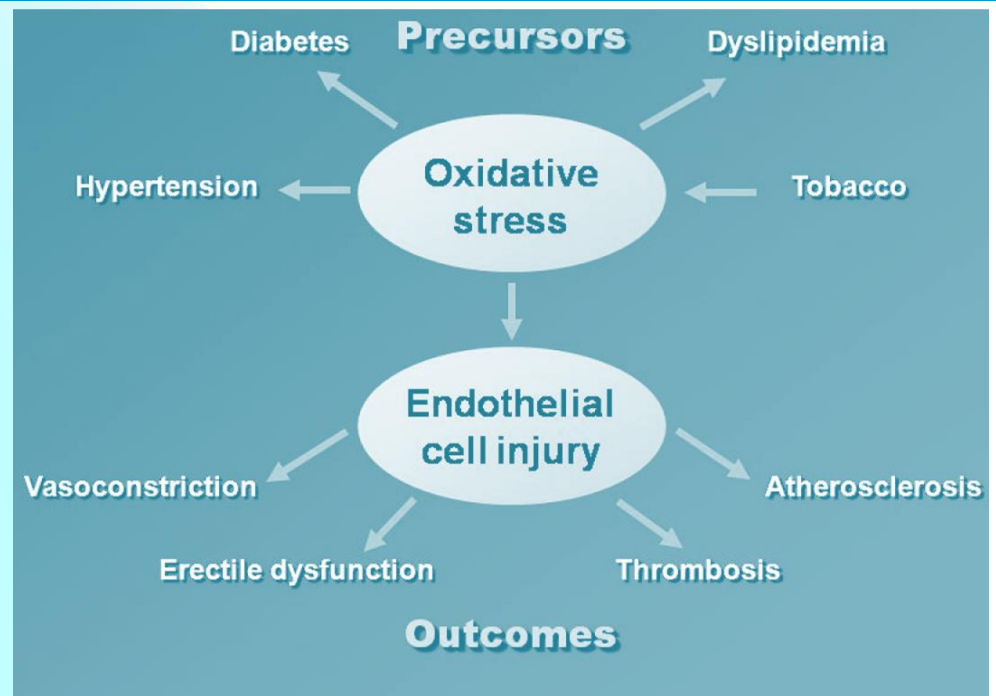 Precursors
Diabetes
Dyslipidemia
Oxidative
stress
Hypertension
Tobacco
Endothelial
cell injury
Vasoconstriction
Atherosclerosis
Erectile dysfunction
Thrombosis
Outcomes